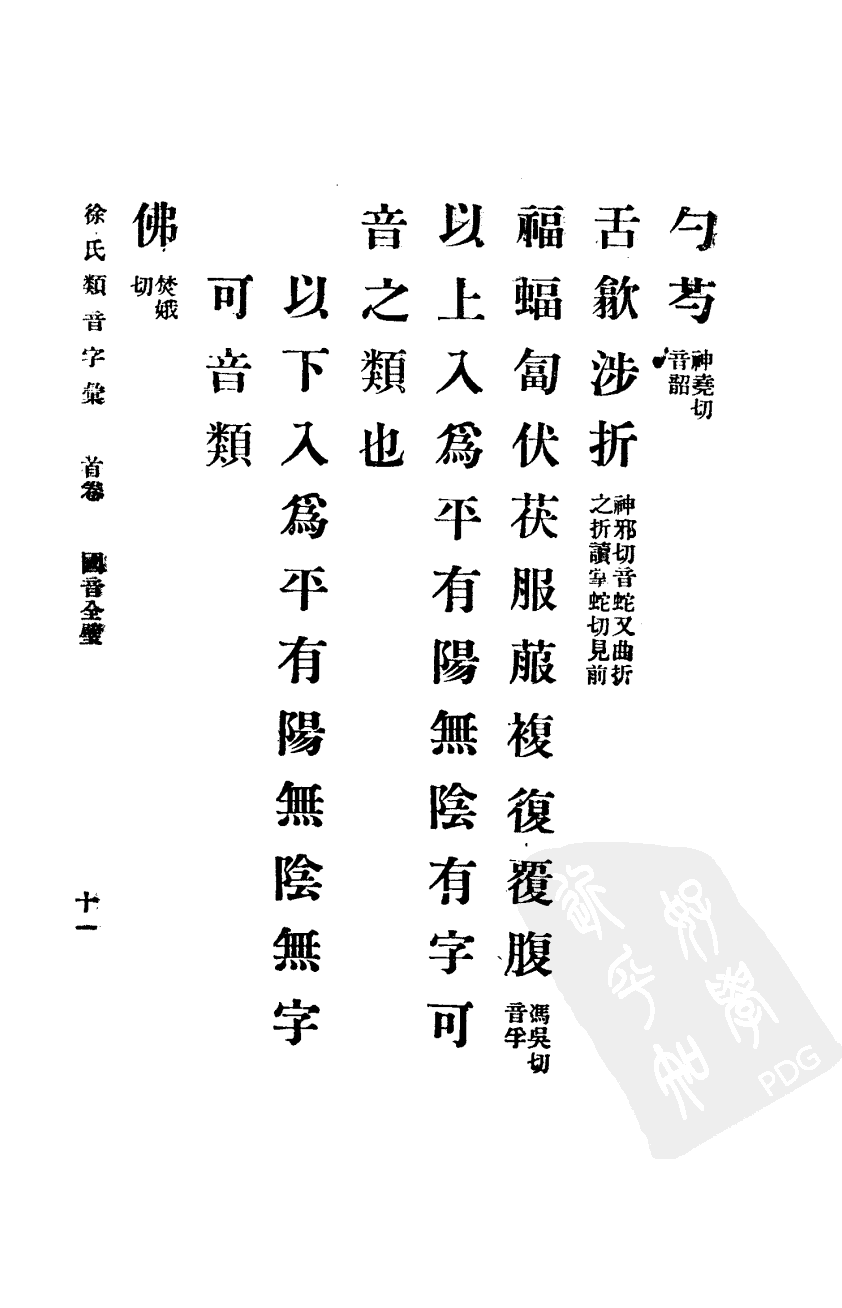 勺芍神堯切音韶
舌歙涉折神邪切音蛇又曲折之折讀蛇切見前
福蝠匐伏茯服菔複復覆腹馮吳切音孚
以上入爲平有陽無陰有字可
音之類也
以下入爲平有陽無陰無字
可音類
佛焚娥切
徐氏類音字彙 首卷 國音全璧 十一
PDG